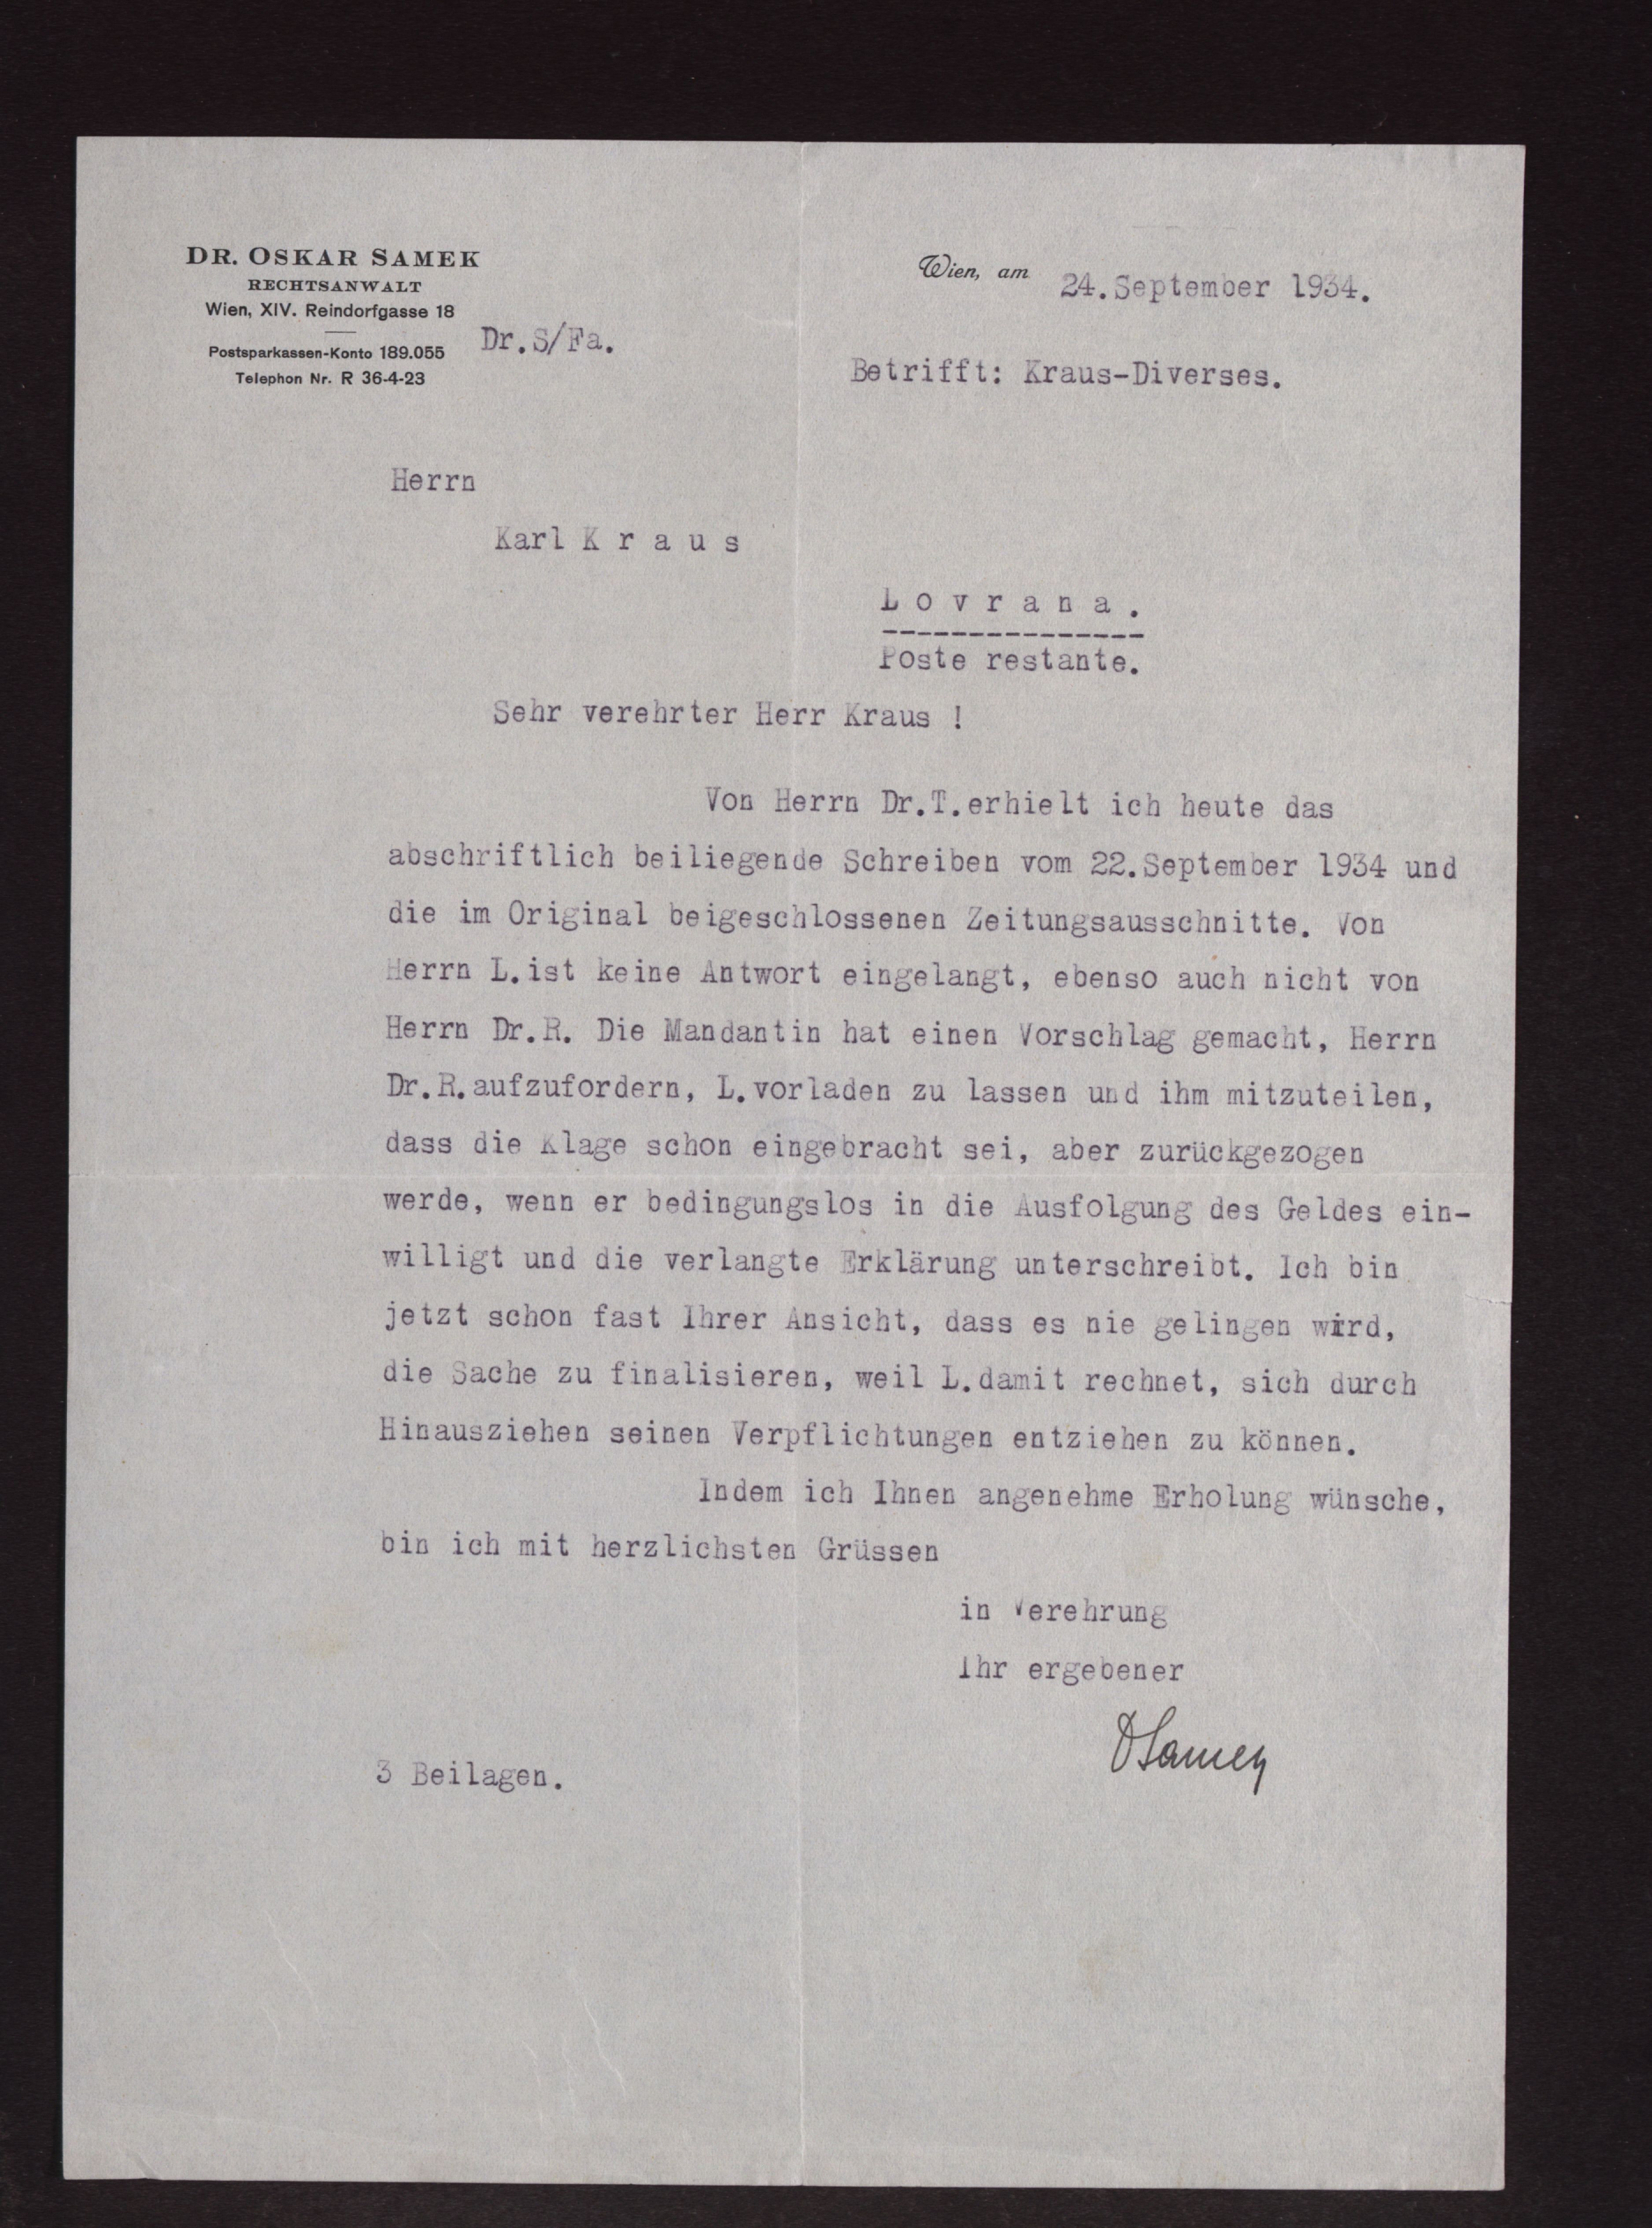 DR. OSKAR SAMEK
RECHTSANWALT
Wien, XIV. Reindorfgasse 18
Postsparkassen-Konto 189.055
Telephon Nr. R 36-4-23
Dr.S/Fa.
Wien, am 24.September 1934.
Betrifft: Kraus-Diverses.
Herrn
Karl K r a u s
L o v r a n a .
---------------
Poste restante.
Sehr verehrter Herr Kraus !
Von Herrn Dr.T.erhielt ich heute das
abschriftlich beiliegende Schreiben vom 22.September 1934 und
die im Original beigeschlossenen Zeitungsausschnitte. Von
Herrn L.ist keine Antwort eingelangt, ebenso auch nicht von
Herrn Dr.R. Die Mandantin hat einen Vorschlag gemacht, Herrn
Dr.R.aufzufordern, L.vorladen zu lassen und ihm mitzuteilen,
dass die Klage schon eingebracht sei, aber zurückgezogen
werde, wenn er bedingungslos in die Ausfolgung des Geldes ein-
willigt und die verlangte Erklärung unterschreibt. Ich bin
jetzt schon fast Ihrer Ansicht, dass es nie gelingen wird,
die Sache zu finalisieren, weil L.damit rechnet, sich durch
Hinausziehen seinen Verpflichtungen entziehen zu können.
Indem ich Ihnen angenehme Erholung wünsche,
bin ich mit herzlichsten Grüssen
in Verehrung
Ihr ergebener
OSamek
3 Beilagen.